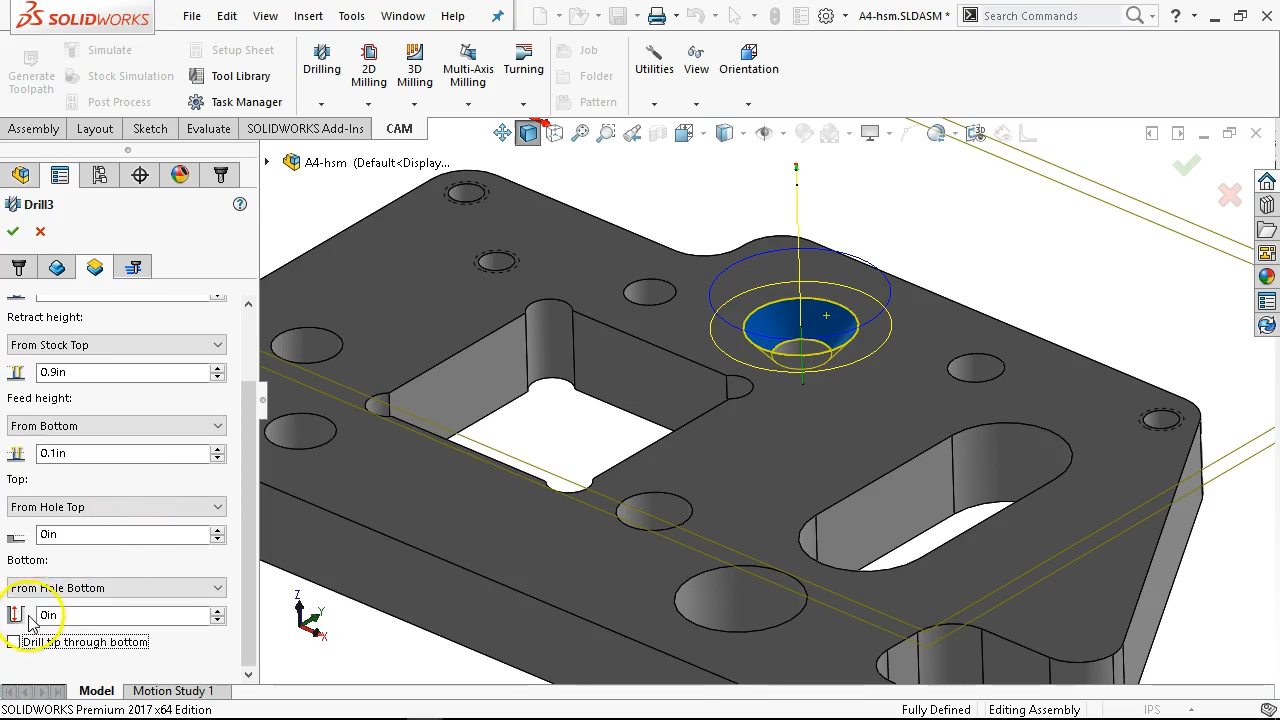 SOLIDWORKS
File Edit View Insert Tools Window Help
A4-hsm.SLDASM *
Search Commands
?
Generate
Toolpath
Simulate
Stock Simulation
Post Process
Setup Sheet
Tool Library
Task Manager
Drilling
2D
Milling
3D
Milling
Multi-Axis
Milling
Turning
Job
Folder
Pattern
Utilities
View
Orientation
Assembly Layout Sketch Evaluate SOLIDWORKS Add-Ins CAM
A4-hsm (Default<Display...
Drill3
Retract height:
From Stock Top
0.9in
Feed height:
From Bottom
0.1in
Top:
From Hole Top
0in
Bottom:
From Hole Bottom
0in
Drill tip through bottom
Z
Y
X
Model Motion Study 1
SOLIDWORKS Premium 2017 x64 Edition
Fully Defined Editing Assembly IPS